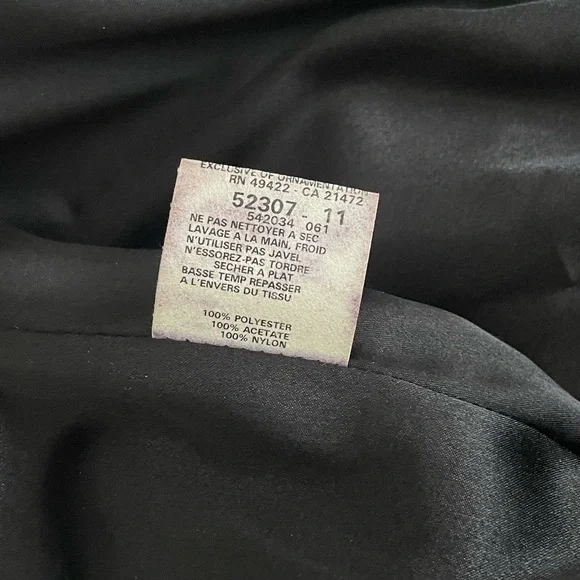 EXCLUSIVE OF ORNAMENTATION
RN 49422 - CA 21472
52307 - 11
542034 061
NE PAS NETTOYER A SEC
LAVAGE A LA MAIN, FROID
N'UTILISER PAS JAVEL
N'ESSOREZ-PAS TORDRE
SECHER A PLAT
BASSE TEMP REPASSER
A L'ENVERS DU TISSU
100% POLYESTER
100% ACETATE
100% NYLON